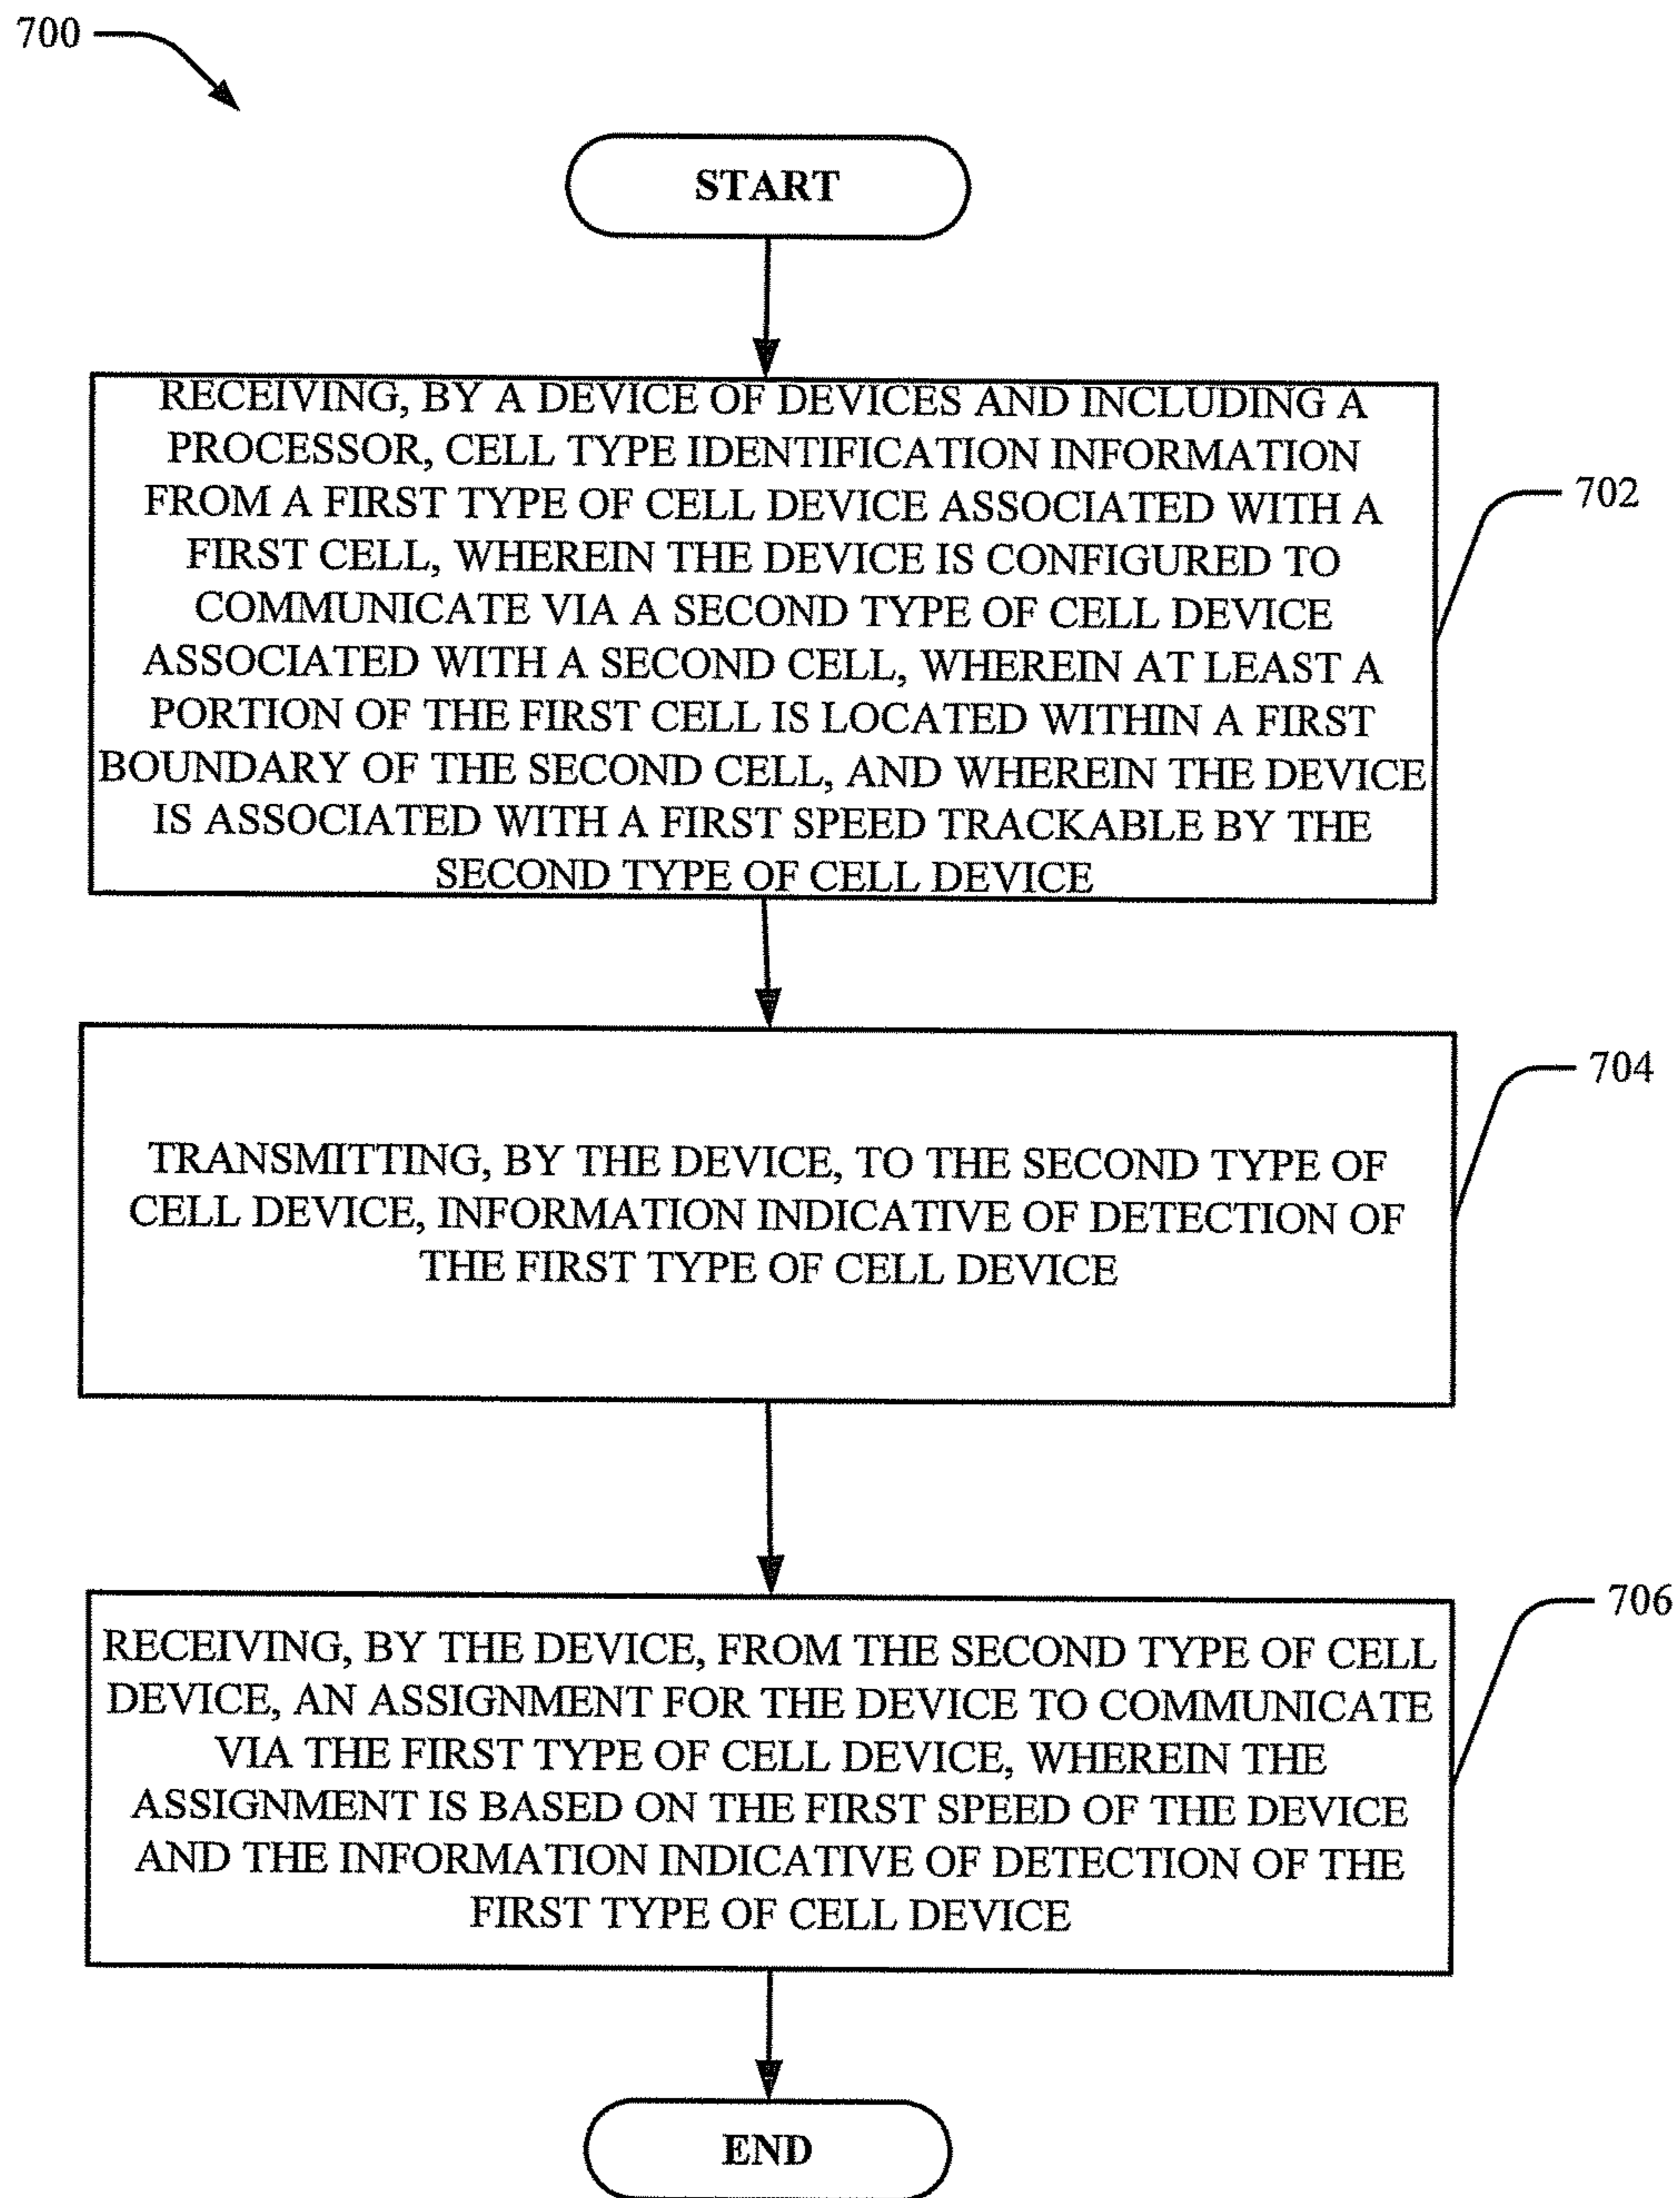 700
START
RECEIVING, BY A DEVICE OF DEVICES AND INCLUDING A
PROCESSOR, CELL TYPE IDENTIFICATION INFORMATION
FROM A FIRST TYPE OF CELL DEVICE ASSOCIATED WITH A
FIRST CELL, WHEREIN THE DEVICE IS CONFIGURED TO
COMMUNICATE VIA A SECOND TYPE OF CELL DEVICE
ASSOCIATED WITH A SECOND CELL, WHEREIN AT LEAST A
PORTION OF THE FIRST CELL IS LOCATED WITHIN A FIRST
BOUNDARY OF THE SECOND CELL, AND WHEREIN THE DEVICE
IS ASSOCIATED WITH A FIRST SPEED TRACKABLE BY THE
SECOND TYPE OF CELL DEVICE
702
TRANSMITTING, BY THE DEVICE, TO THE SECOND TYPE OF
CELL DEVICE, INFORMATION INDICATIVE OF DETECTION OF
THE FIRST TYPE OF CELL DEVICE
704
RECEIVING, BY THE DEVICE, FROM THE SECOND TYPE OF CELL
DEVICE, AN ASSIGNMENT FOR THE DEVICE TO COMMUNICATE
VIA THE FIRST TYPE OF CELL DEVICE, WHEREIN THE
ASSIGNMENT IS BASED ON THE FIRST SPEED OF THE DEVICE
AND THE INFORMATION INDICATIVE OF DETECTION OF THE
FIRST TYPE OF CELL DEVICE
706
END